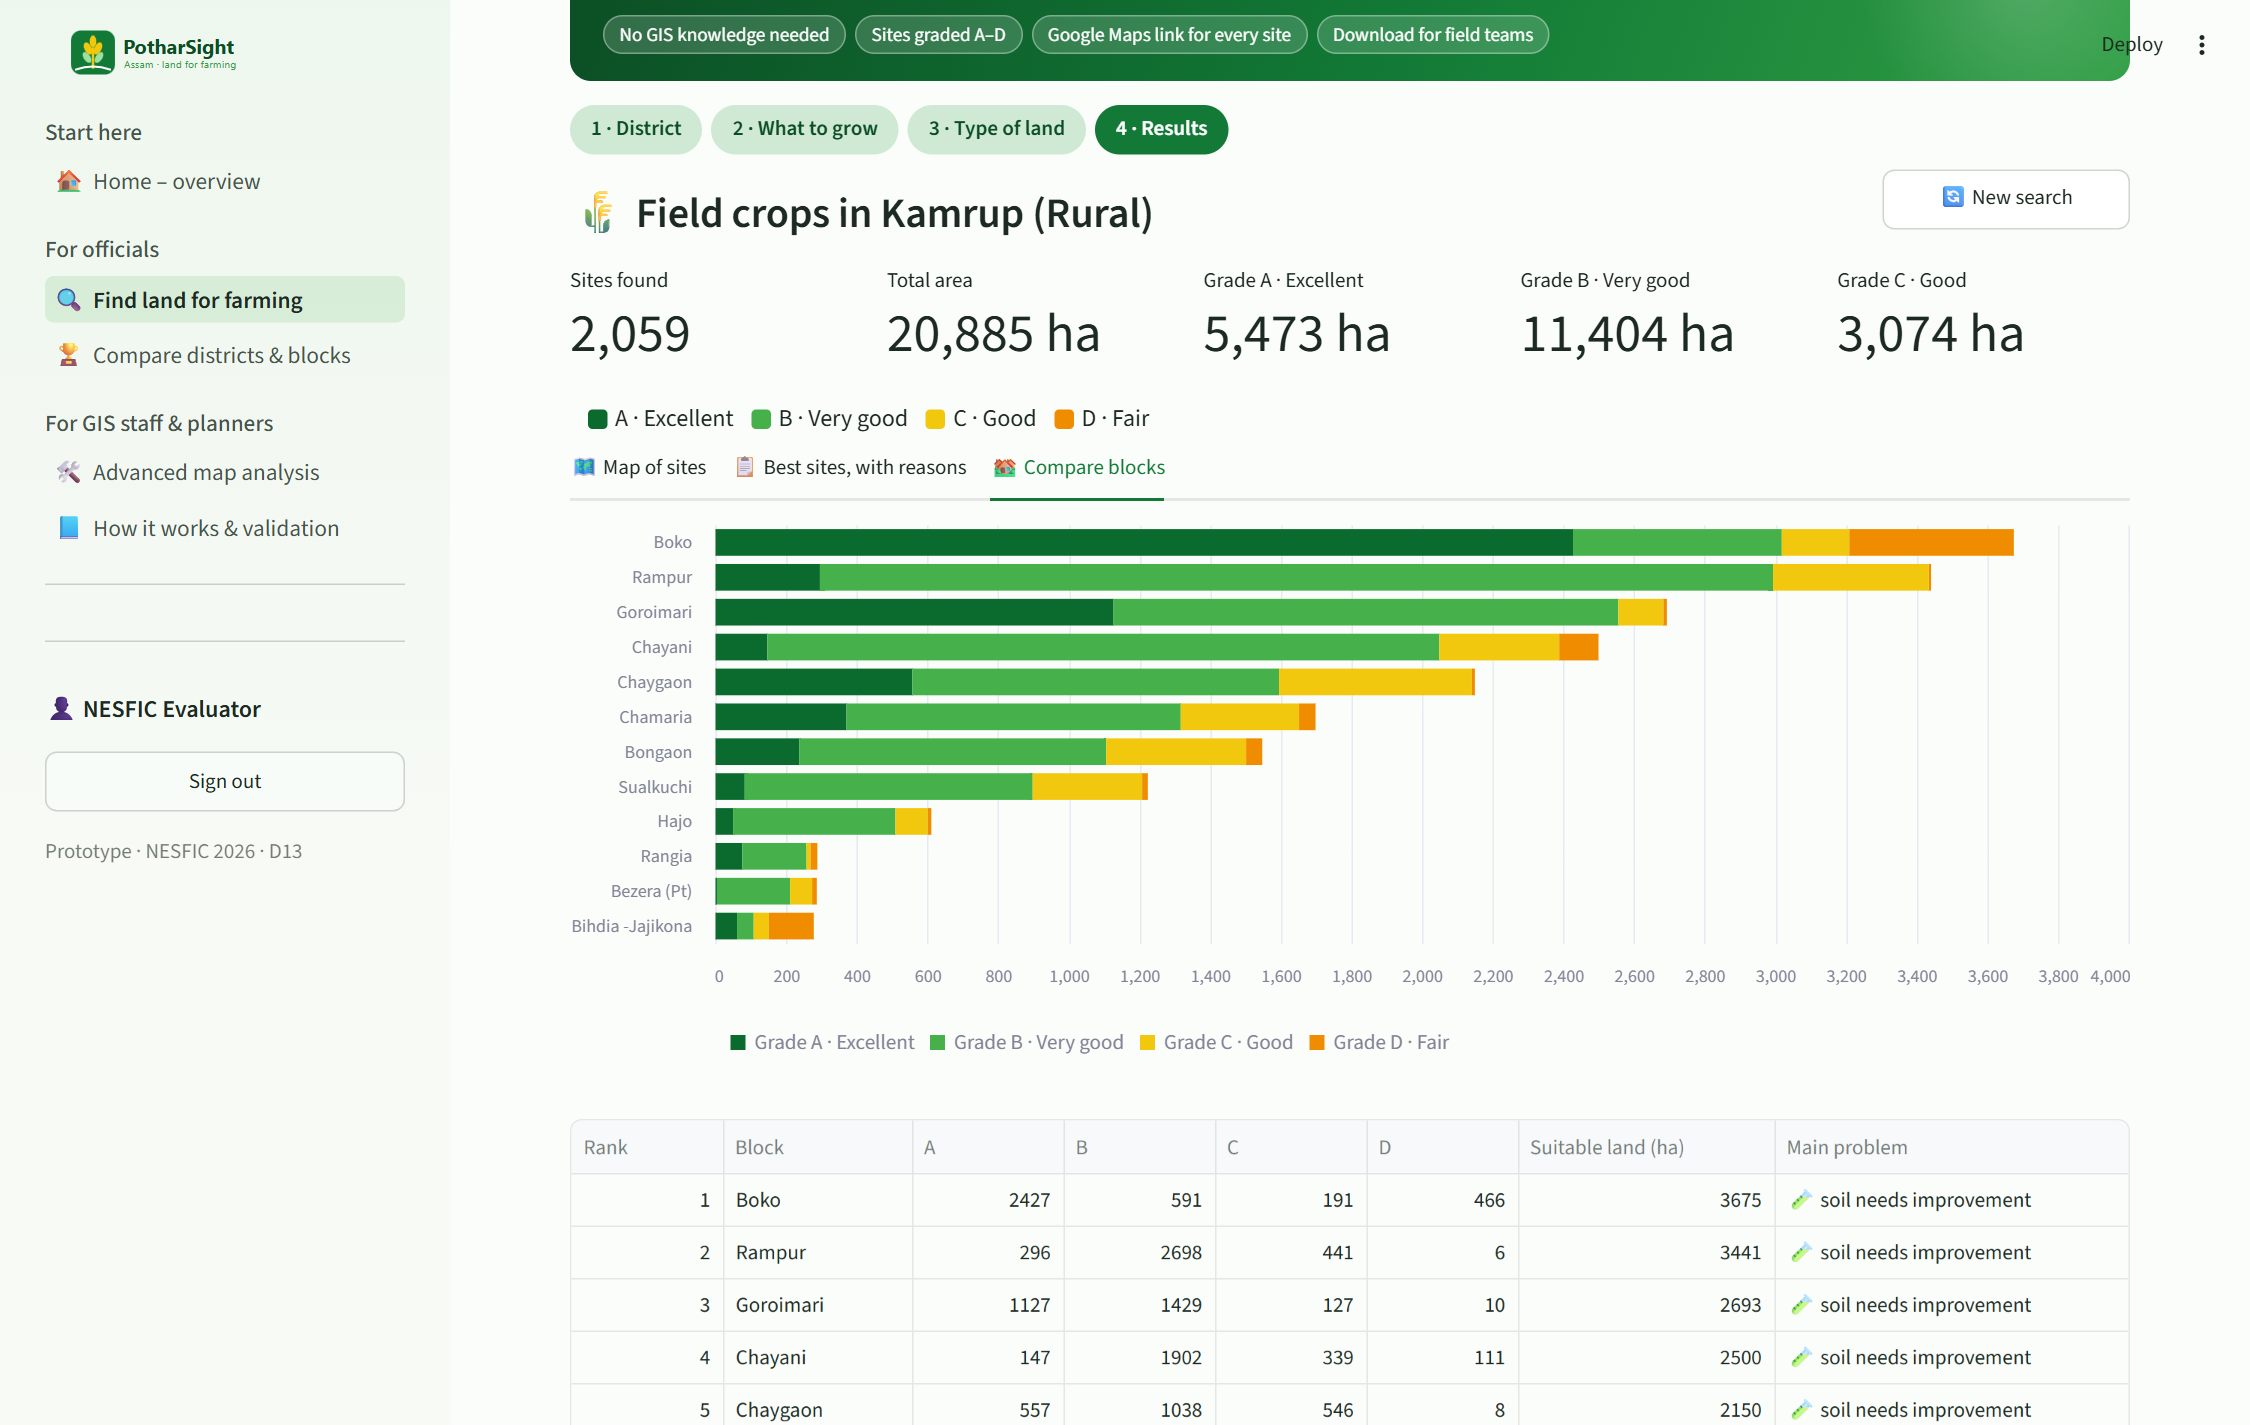 PotharSight
Assam · land for farming
Start here
Home – overview
For officials
Find land for farming
Compare districts & blocks
For GIS staff & planners
Advanced map analysis
How it works & validation
NESFIC Evaluator
Sign out
Prototype · NESFIC 2026 · D13
No GIS knowledge needed Sites graded A–D Google Maps link for every site Download for field teams
Deploy
1 · District 2 · What to grow 3 · Type of land 4 · Results
Field crops in Kamrup (Rural)
New search
Sites found Total area Grade A · Excellent Grade B · Very good Grade C · Good
2,059 20,885 ha 5,473 ha 11,404 ha 3,074 ha
A · Excellent B · Very good C · Good D · Fair
Map of sites Best sites, with reasons Compare blocks
Boko
Rampur
Goroimari
Chayani
Chaygaon
Chamaria
Bongaon
Sualkuchi
Hajo
Rangia
Bezera (Pt)
Bihdia -Jajikona
0 200 400 600 800 1,000 1,200 1,400 1,600 1,800 2,000 2,200 2,400 2,600 2,800 3,000 3,200 3,400 3,600 3,800 4,000
Grade A · Excellent Grade B · Very good Grade C · Good Grade D · Fair
Rank Block A B C D Suitable land (ha) Main problem
1 Boko 2427 591 191 466 3675 soil needs improvement
2 Rampur 296 2698 441 6 3441 soil needs improvement
3 Goroimari 1127 1429 127 10 2693 soil needs improvement
4 Chayani 147 1902 339 111 2500 soil needs improvement
5 Chaygaon 557 1038 546 8 2150 soil needs improvement